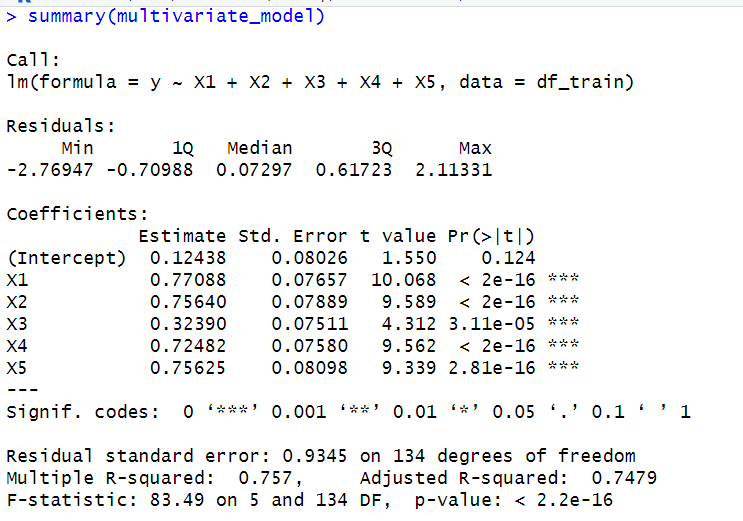 > summary(multivariate_model)
Call:
lm(formula = y ~ X1 + X2 + X3 + X4 + X5, data = df_train)
Residuals:
     Min       1Q   Median       3Q      Max
-2.76947 -0.70988  0.07297  0.61723  2.11331
Coefficients:
            Estimate Std. Error t value Pr(>|t|)
(Intercept)  0.12438    0.08026   1.550    0.124
X1           0.77088    0.07657  10.068  < 2e-16 ***
X2           0.75640    0.07889   9.589  < 2e-16 ***
X3           0.32390    0.07511   4.312 3.11e-05 ***
X4           0.72482    0.07580   9.562  < 2e-16 ***
X5           0.75625    0.08098   9.339 2.81e-16 ***
---
Signif. codes:  0 ‘***’ 0.001 ‘**’ 0.01 ‘*’ 0.05 ‘.’ 0.1 ‘ ’ 1
Residual standard error: 0.9345 on 134 degrees of freedom
Multiple R-squared:  0.757,     Adjusted R-squared:  0.7479
F-statistic: 83.49 on 5 and 134 DF,  p-value: < 2.2e-16